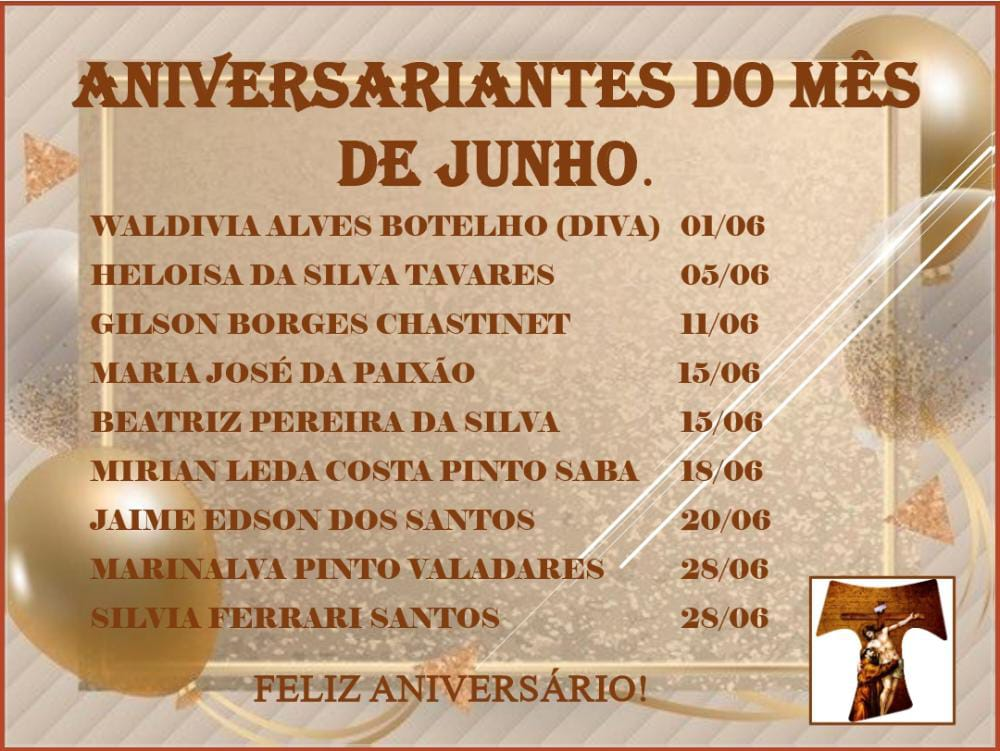 ANIVERSARIANTES DO MÊS
DE JUNHO.
WALDIVIA ALVES BOTELHO (DIVA) 01/06
HELOISA DA SILVA TAVARES 05/06
GILSON BORGES CHASTINET 11/06
MARIA JOSÉ DA PAIXÃO 15/06
BEATRIZ PEREIRA DA SILVA 15/06
MIRIAN LEDA COSTA PINTO SABA 18/06
JAIME EDSON DOS SANTOS 20/06
MARINALVA PINTO VALADARES 28/06
SILVIA FERRARI SANTOS 28/06
FELIZ ANIVERSÁRIO!